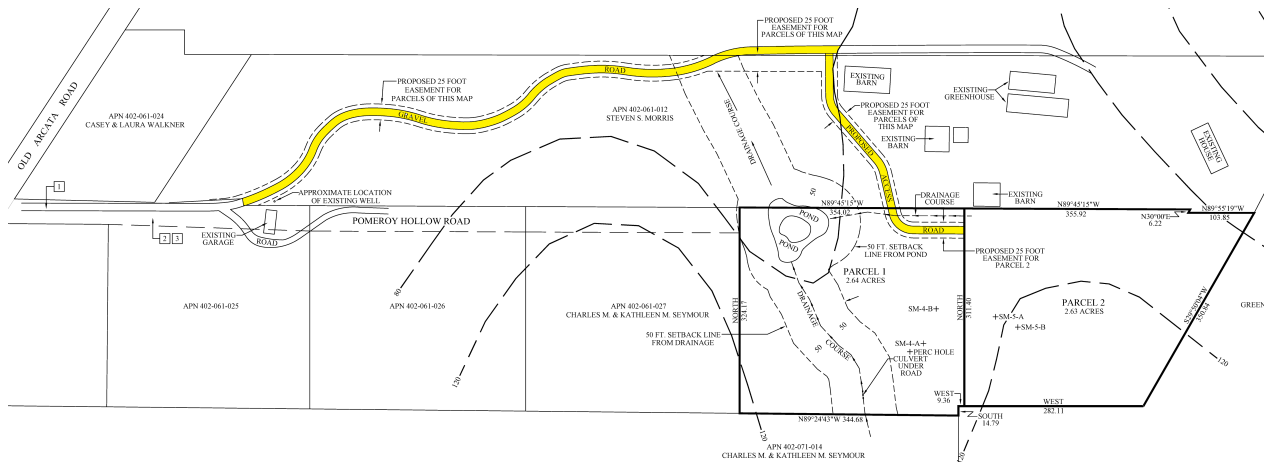 OLD ARCATA ROAD
APN 402-061-024
CASEY & LAURA WALKNER
1
2 3
PROPOSED 25 FOOT
EASEMENT FOR
PARCELS OF THIS MAP
GRAVEL
ROAD
APN 402-061-012
STEVEN S. MORRIS
PROPOSED 25 FOOT
EASEMENT FOR
PARCELS OF THIS MAP
EXISTING
BARN
EXISTING
GREENHOUSE
PROPOSED 25 FOOT
EASEMENT FOR
PARCELS OF
THIS MAP
EXISTING
BARN
EXISTING
HOUSE
DRAINAGE COURSE
PROPOSED
ACCESS
ROAD
APPROXIMATE LOCATION
OF EXISTING WELL
POMEROY HOLLOW ROAD
EXISTING
GARAGE
ROAD
50
N89°45'15"W
354.02
DRAINAGE
COURSE
EXISTING
BARN
N89°45'15"W
355.92
N30°00'E
6.22
N89°55'19"W
103.85
POND
POND
50 FT. SETBACK
LINE FROM POND
PROPOSED 25 FOOT
EASEMENT FOR
PARCEL 2
PARCEL 1
2.64 ACRES
APN 402-061-025
APN 402-061-026
80
APN 402-061-027
CHARLES M. & KATHLEEN M. SEYMOUR
NORTH
324.17
DRAINAGE
COURSE
50
50
SM-4-B
NORTH
311.40
PARCEL 2
2.63 ACRES
SM-5-A
SM-5-B
S29°50'04"W
350.84
GREEN
50 FT. SETBACK LINE
FROM DRAINAGE
SM-4-A
PERC HOLE
CULVERT
UNDER
ROAD
120
120
WEST
9.36
WEST
282.11
SOUTH
14.79
N89°24'43"W 344.68
120
120
APN 402-071-014
CHARLES M. & KATHLEEN M. SEYMOUR